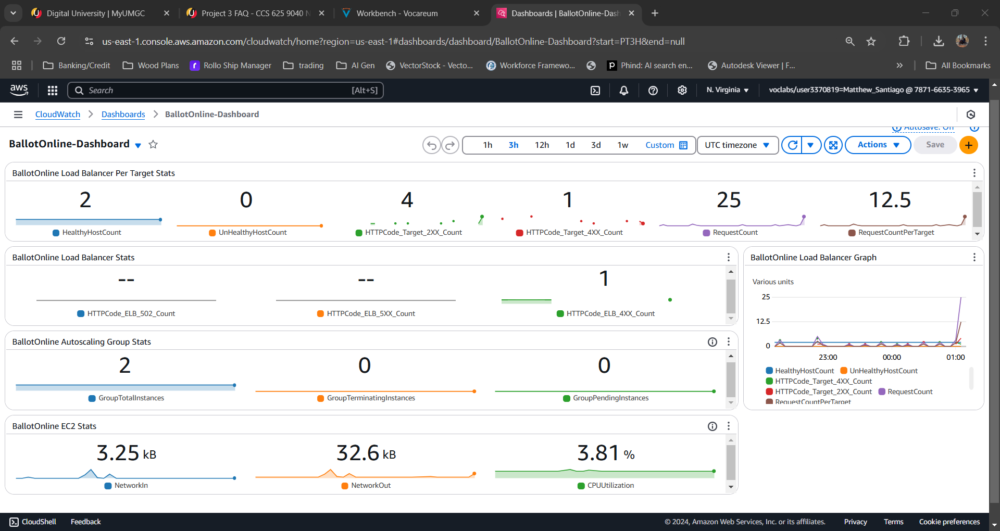 Digital University | MyUMGC
Project 3 FAQ - CCS 625 9040
Workbench - Vocareum
Dashboards | BallotOnline-Dash
us-east-1.console.aws.amazon.com/cloudwatch/home?region=us-east-1#dashboards/dashboard/BallotOnline-Dashboard?start=PT3H&end=null
Banking/Credit
Wood Plans
Rollo Ship Manager
trading
AI Gen
VectorStock - Vecto...
Workforce Framewo...
Phind: AI search en...
Autodesk Viewer | F...
All Bookmarks
aws
Search
[Alt+S]
N. Virginia
voclabs/user3370819=Matthew_Santiago @ 7871-6635-3965
CloudWatch
Dashboards
BallotOnline-Dashboard
Autosave: Off
BallotOnline-Dashboard
1h 3h 12h 1d 3d 1w Custom
UTC timezone
Actions
Save
BallotOnline Load Balancer Per Target Stats
2 0 4 1 25 12.5
HealthyHostCount UnHealthyHostCount HTTPCode_Target_2XX_Count HTTPCode_Target_4XX_Count RequestCount RequestCountPerTarget
BallotOnline Load Balancer Stats
-- -- 1
HTTPCode_ELB_502_Count HTTPCode_ELB_5XX_Count HTTPCode_ELB_4XX_Count
BallotOnline Load Balancer Graph
Various units
25
12.5
0
23:00 00:00 01:00
HealthyHostCount UnHealthyHostCount
HTTPCode_Target_4XX_Count
HTTPCode_Target_2XX_Count RequestCount
RequestCountPerTarget
BallotOnline Autoscaling Group Stats
2 0 0
GroupTotalInstances GroupTerminatingInstances GroupPendingInstances
BallotOnline EC2 Stats
3.25 kB 32.6 kB 3.81 %
NetworkIn NetworkOut CPUUtilization
CloudShell
Feedback
© 2024, Amazon Web Services, Inc. or its affiliates.
Privacy
Terms
Cookie preferences